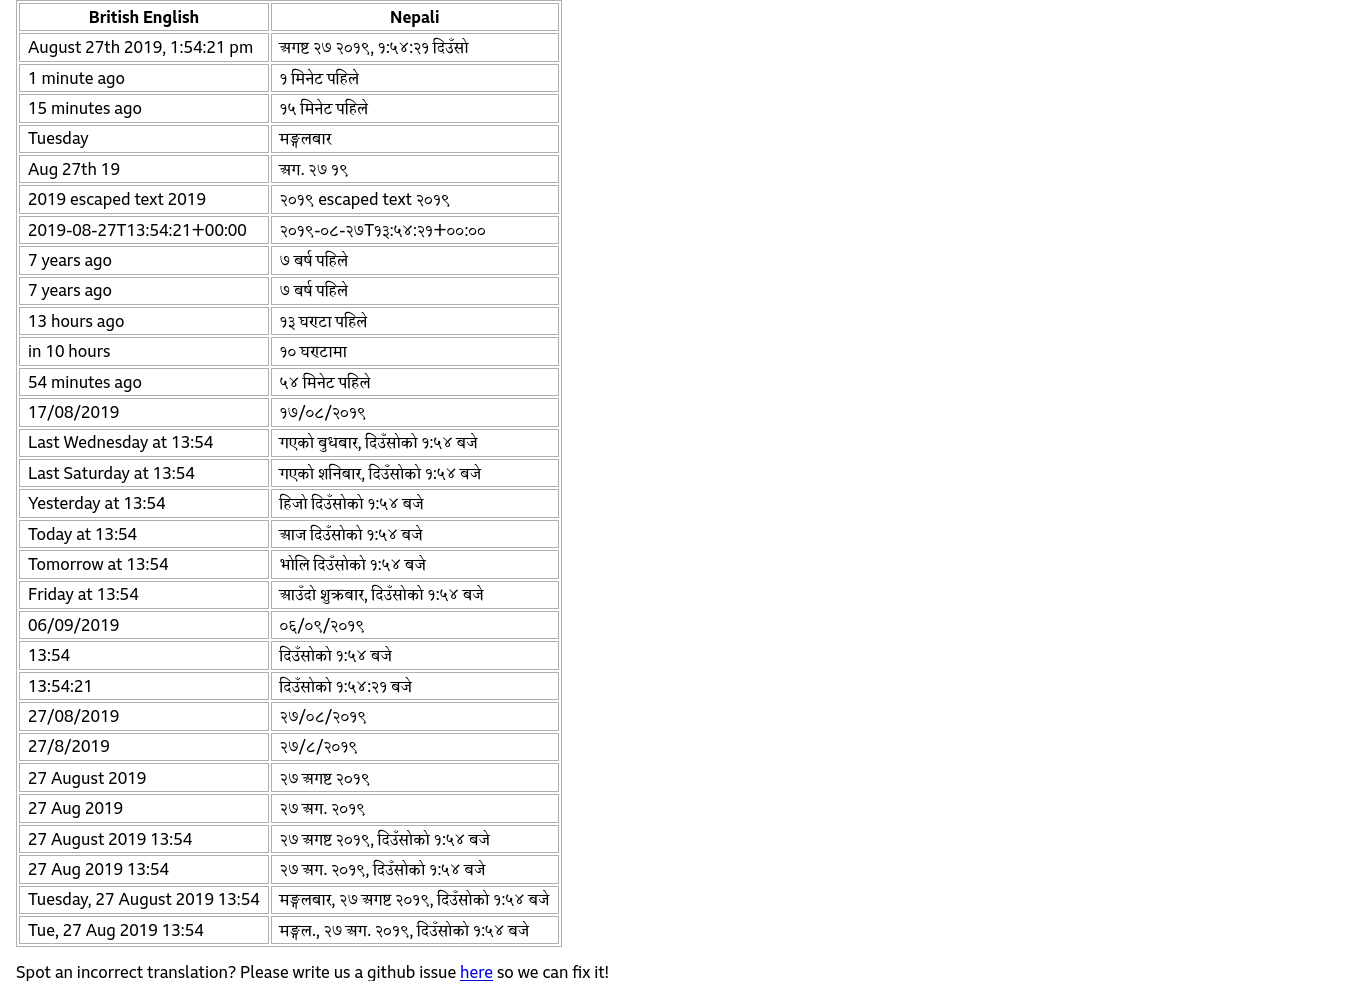 British English Nepali
August 27th 2019, 1:54:21 pm अगष्ट २७ २०१९, १:५४:२१ दिउँसो
1 minute ago १ मिनेट पहिले
15 minutes ago १५ मिनेट पहिले
Tuesday मङ्गलबार
Aug 27th 19 अग. २७ १९
2019 escaped text 2019 २०१९ escaped text २०१९
2019-08-27T13:54:21+00:00 २०१९-०८-२७T१३:५४:२१+००:००
7 years ago ७ बर्ष पहिले
7 years ago ७ बर्ष पहिले
13 hours ago १३ घण्टा पहिले
in 10 hours १० घण्टामा
54 minutes ago ५४ मिनेट पहिले
17/08/2019 १७/०८/२०१९
Last Wednesday at 13:54 गएको बुधबार, दिउँसोको १:५४ बजे
Last Saturday at 13:54 गएको शनिबार, दिउँसोको १:५४ बजे
Yesterday at 13:54 हिजो दिउँसोको १:५४ बजे
Today at 13:54 आज दिउँसोको १:५४ बजे
Tomorrow at 13:54 भोलि दिउँसोको १:५४ बजे
Friday at 13:54 आउँदो शुक्रबार, दिउँसोको १:५४ बजे
06/09/2019 ०६/०९/२०१९
13:54 दिउँसोको १:५४ बजे
13:54:21 दिउँसोको १:५४:२१ बजे
27/08/2019 २७/०८/२०१९
27/8/2019 २७/८/२०१९
27 August 2019 २७ अगष्ट २०१९
27 Aug 2019 २७ अग. २०१९
27 August 2019 13:54 २७ अगष्ट २०१९, दिउँसोको १:५४ बजे
27 Aug 2019 13:54 २७ अग. २०१९, दिउँसोको १:५४ बजे
Tuesday, 27 August 2019 13:54 मङ्गलबार, २७ अगष्ट २०१९, दिउँसोको १:५४ बजे
Tue, 27 Aug 2019 13:54 मङ्गल., २७ अग. २०१९, दिउँसोको १:५४ बजे
Spot an incorrect translation? Please write us a github issue here so we can fix it!